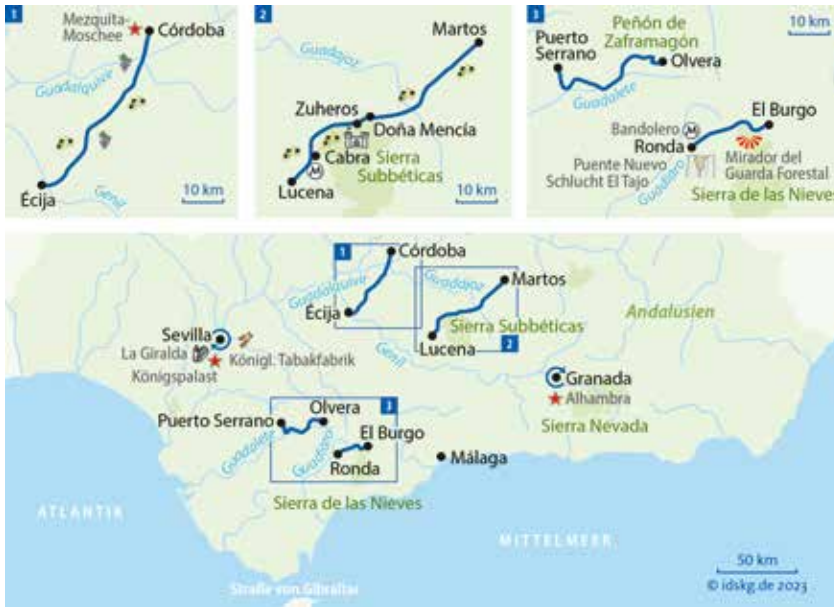 1
Mezquita-
Moschee
Córdoba
Guadalquivir
Écija
Genil
10 km
2
Martos
Guadajoz
Zuheros
Doña Mencía
Cabra
M
Sierra
Subbéticas
Lucena
10 km
3
Peñón de
Zaframagón
10 km
Puerto
Serrano
Olvera
Guadalete
El Burgo
Bandolero M
Ronda
Puente Nuevo
Schlucht El Tajo
Mirador del
Guarda Forestal
Guadiaro
Sierra de las Nieves
1
Córdoba
Guadalquivir
Guadajoz
Martos
Écija
Andalusien
Sierra Subbéticas
Sevilla
Lucena
2
La Giralda
Königl. Tabakfabrik
Königspalast
Genil
Granada
Alhambra
Olvera
3
Puerto Serrano
El Burgo
Sierra Nevada
Guadalete
Guadiaro
Ronda
Málaga
Sierra de las Nieves
ATLANTIK
MITTELMEER
50 km
© idskg.de 2023
Straße von Gibraltar